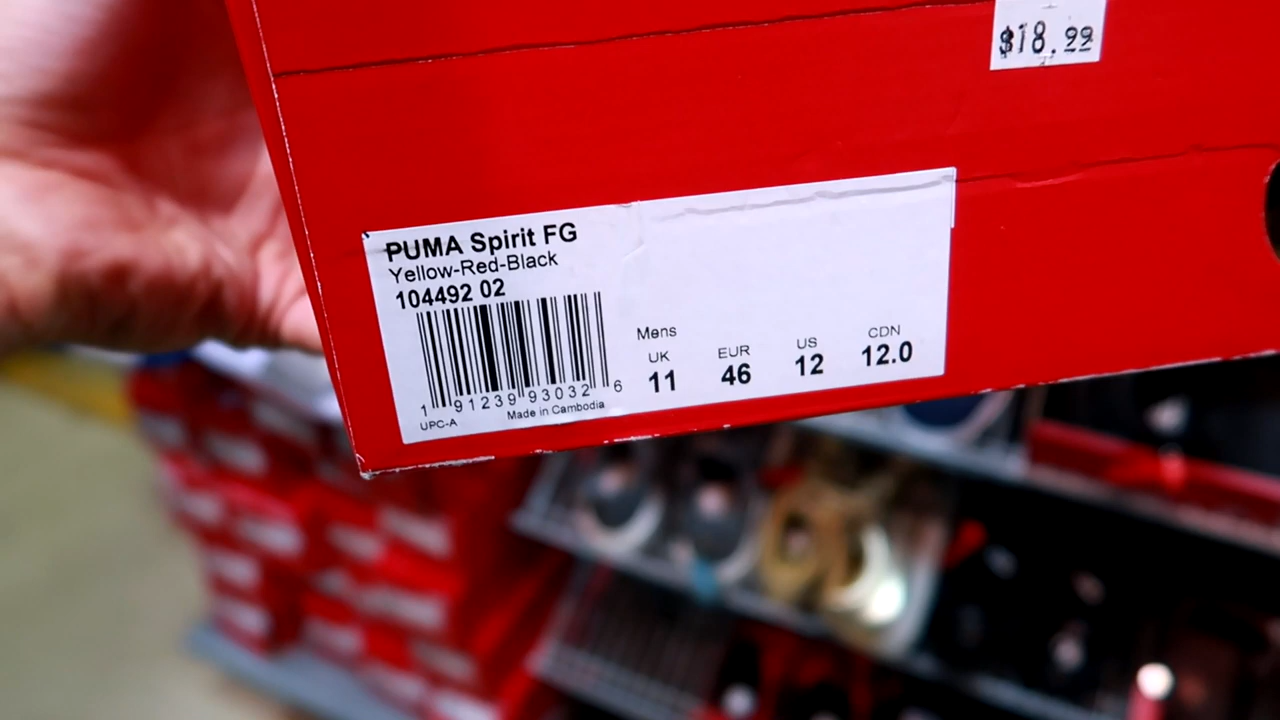 $18.99
PUMA Spirit FG
Yellow-Red-Black
104492 02
1 91239 93032 6
UPC-A
Made in Cambodia
Mens
UK EUR US CDN
11 46 12 12.0